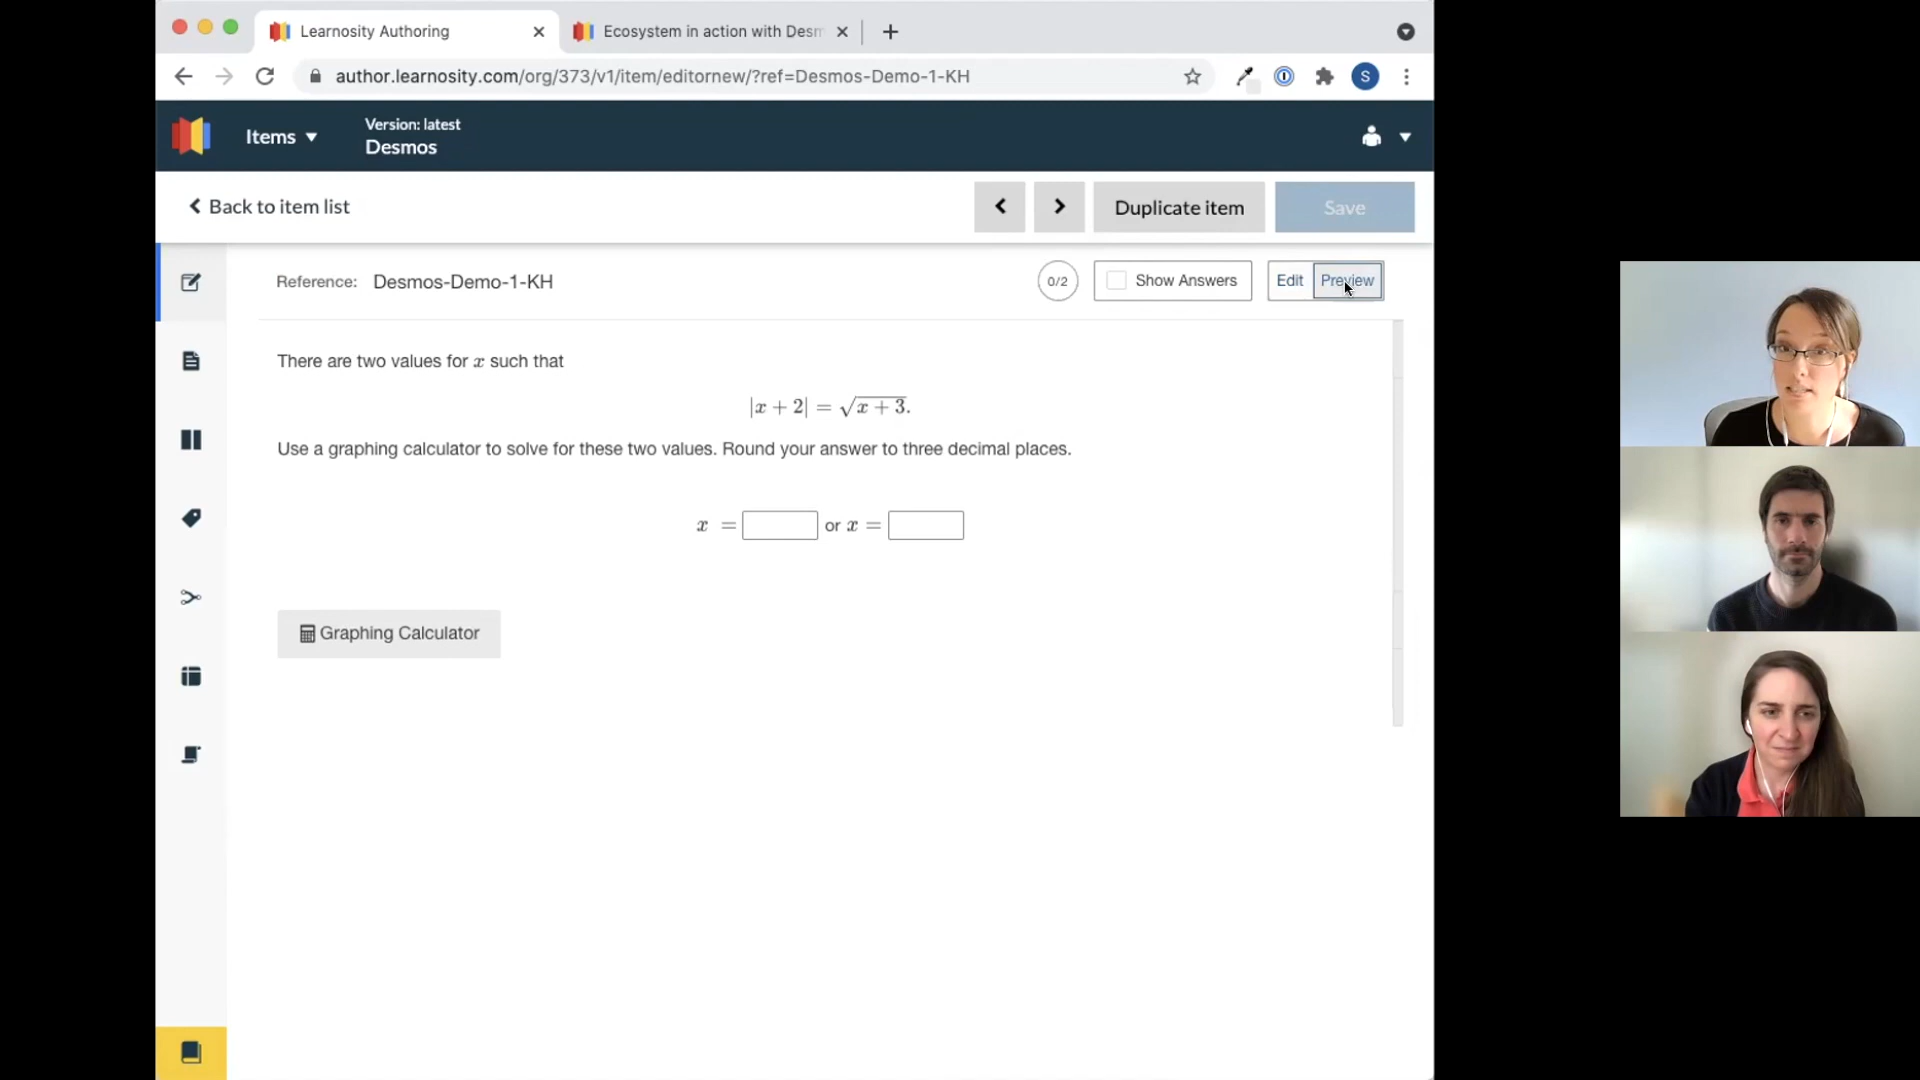 Learnosity Authoring
Ecosystem in action with Desm
author.learnosity.com/org/373/v1/item/editornew/?ref=Desmos-Demo-1-KH
S
Items
Version: latest
Desmos
Back to item list
Duplicate item
Save
Reference: Desmos-Demo-1-KH
0/2
Show Answers
Edit
Preview
There are two values for x such that
|x + 2| = √x + 3.
Use a graphing calculator to solve for these two values. Round your answer to three decimal places.
x = or x =
Graphing Calculator